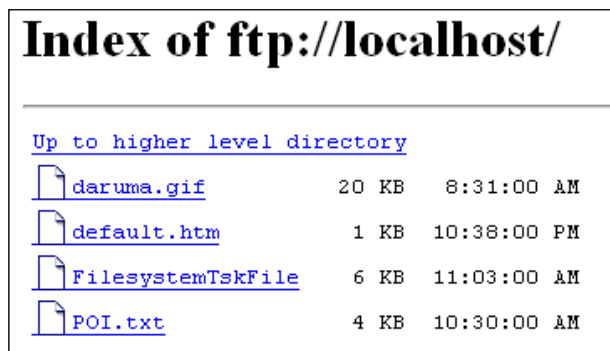 Index of ftp://localhost/
Up to higher level directory
daruma.gif 20 KB 8:31:00 AM
default.htm 1 KB 10:38:00 PM
FilesystemTskFile 6 KB 11:03:00 AM
POI.txt 4 KB 10:30:00 AM